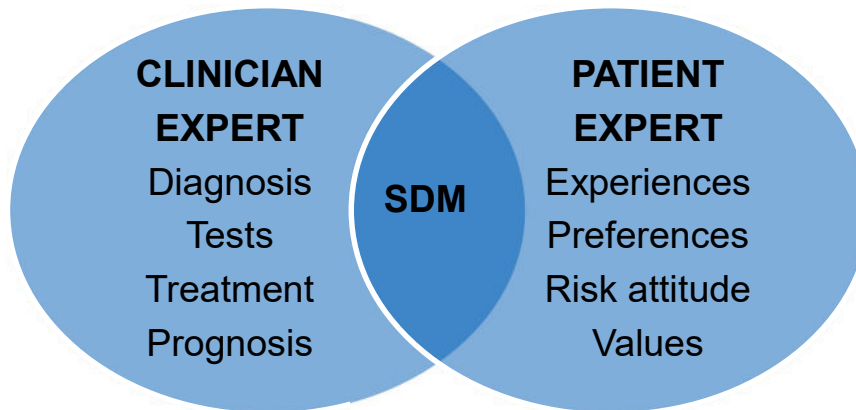 CLINICIAN
EXPERT
Diagnosis
Tests
Treatment
Prognosis
SDM
PATIENT
EXPERT
Experiences
Preferences
Risk attitude
Values